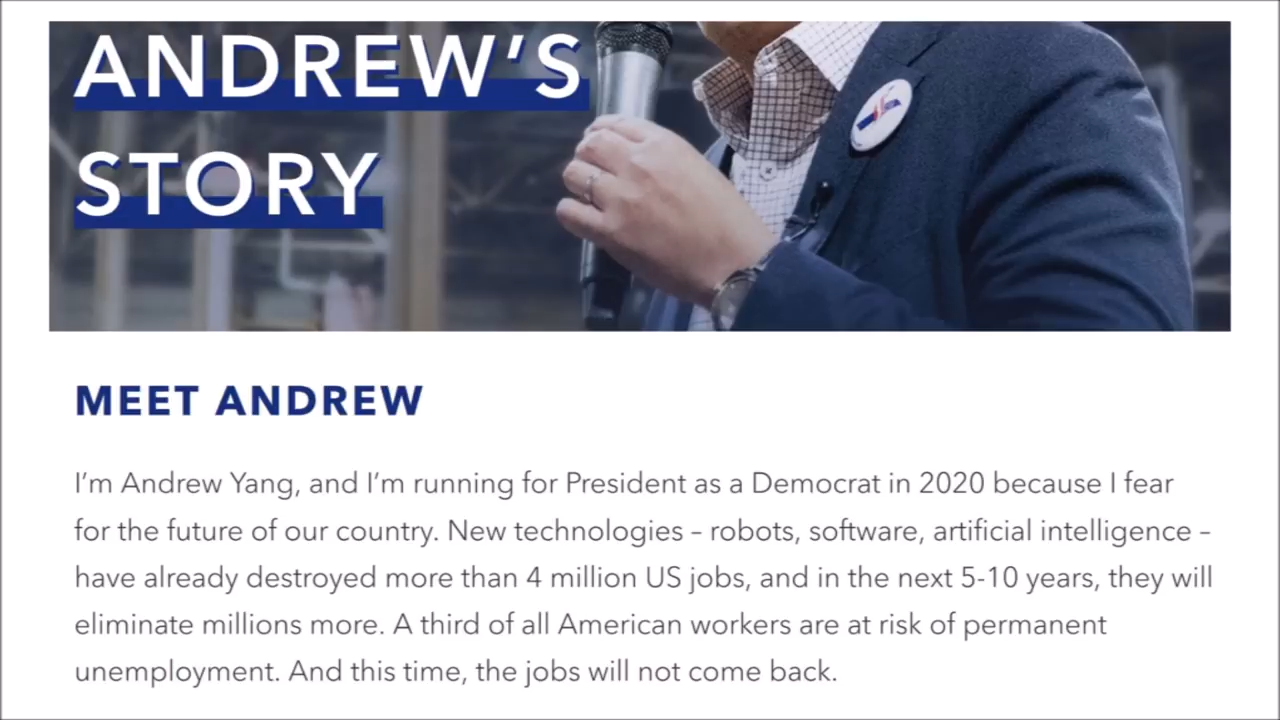 ANDREW’S
STORY
MEET ANDREW
I’m Andrew Yang, and I’m running for President as a Democrat in 2020 because I fear
for the future of our country. New technologies – robots, software, artificial intelligence –
have already destroyed more than 4 million US jobs, and in the next 5-10 years, they will
eliminate millions more. A third of all American workers are at risk of permanent
unemployment. And this time, the jobs will not come back.